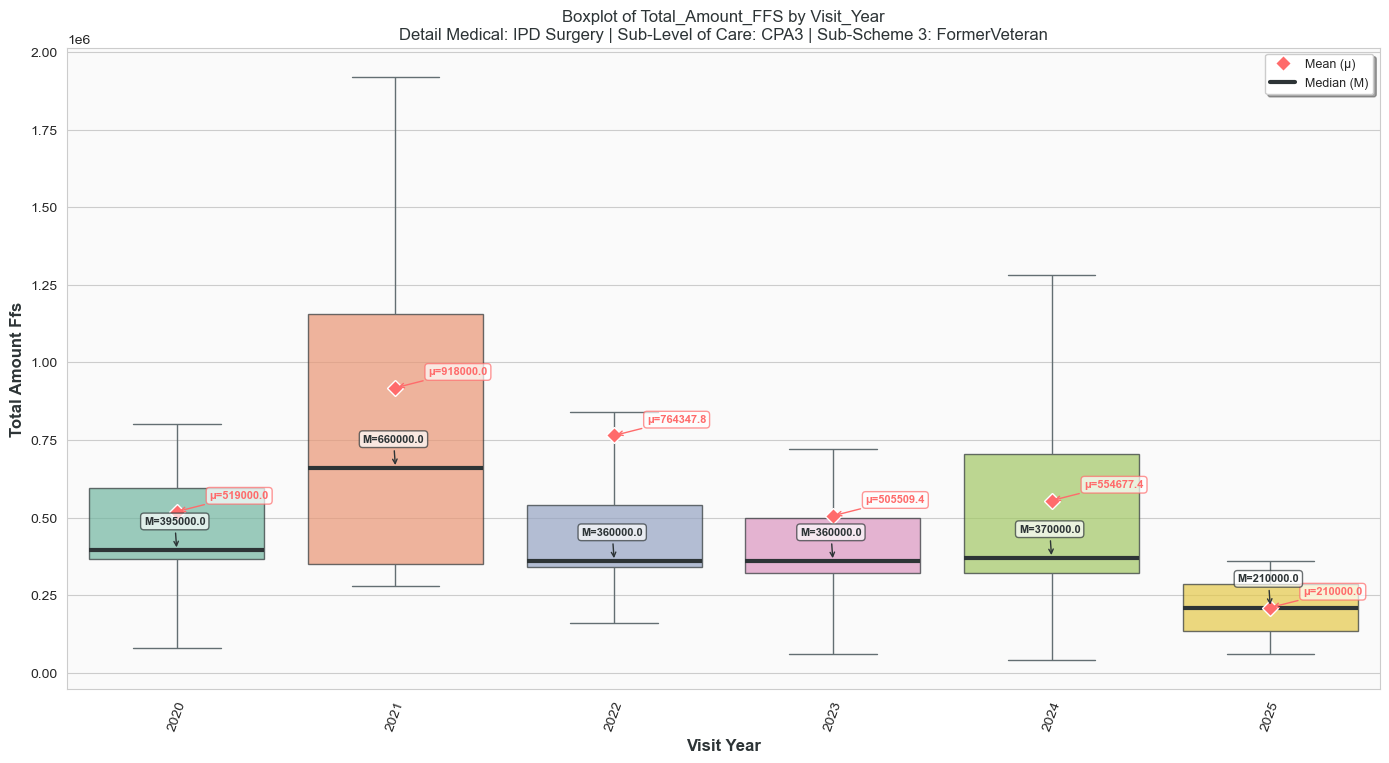 Boxplot of Total_Amount_FFS by Visit_Year
Detail Medical: IPD Surgery | Sub-Level of Care: CPA3 | Sub-Scheme 3: FormerVeteran
1e6
2.00
1.75
1.50
1.25
1.00
0.75
0.50
0.25
0.00
Total Amount Ffs
Mean (μ)
Median (M)
μ=519000.0
M=395000.0
μ=918000.0
M=660000.0
μ=764347.8
M=360000.0
μ=505509.4
M=360000.0
μ=554677.4
M=370000.0
M=210000.0
μ=210000.0
2020
2021
2022
2023
2024
2025
Visit Year